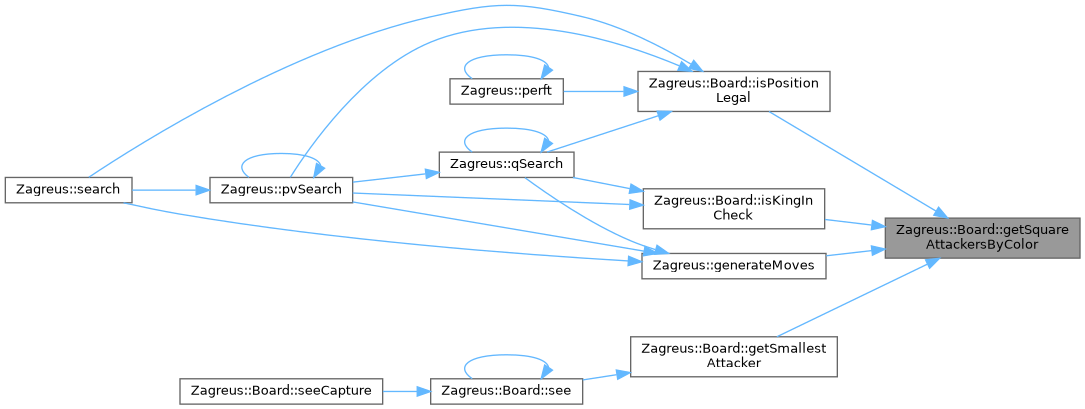 Zagreus::Board::isPosition
Legal
Zagreus::perft
Zagreus::qSearch
Zagreus::search
Zagreus::pvSearch
Zagreus::Board::isKingIn
Check
Zagreus::Board::getSquare
AttackersByColor
Zagreus::generateMoves
Zagreus::Board::getSmallest
Attacker
Zagreus::Board::seeCapture
Zagreus::Board::see